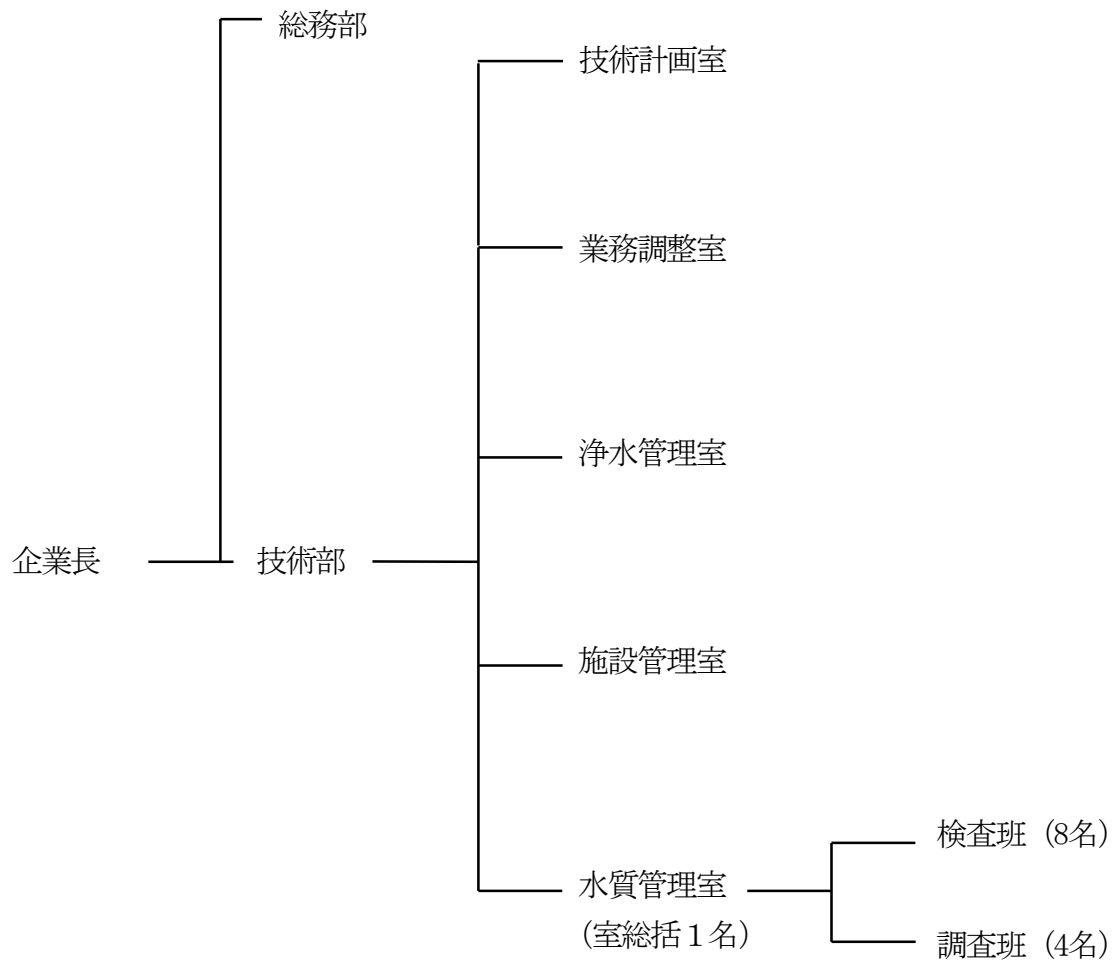 総務部
技術計画室
業務調整室
浄水管理室
企業長
技術部
施設管理室
検査班 (8名)
水質管理室
(室総括１名)
調査班 (4名)